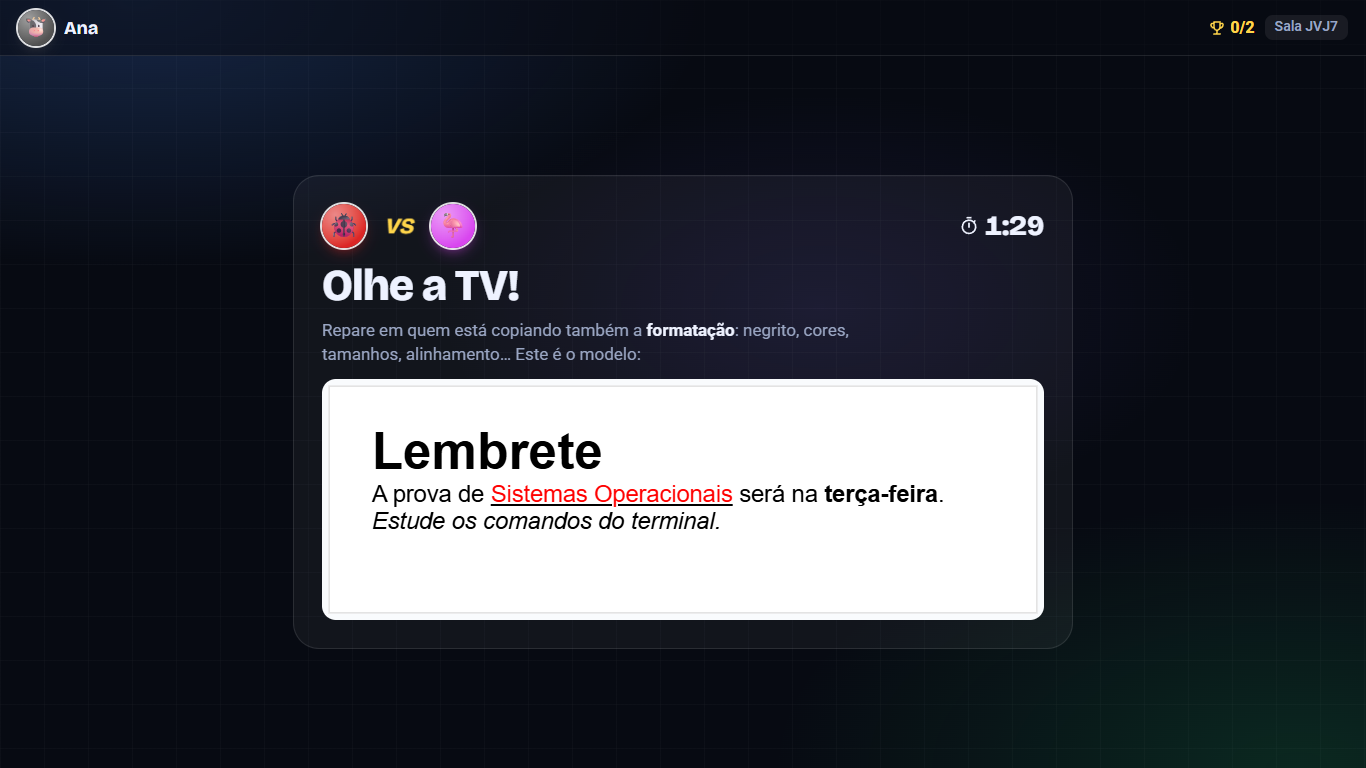 Ana
0/2
Sala JVJ7
VS
1:29
Olhe a TV!
Repare em quem está copiando também a formatação: negrito, cores,
tamanhos, alinhamento... Este é o modelo:
Lembrete
A prova de Sistemas Operacionais será na terça-feira.
Estude os comandos do terminal.